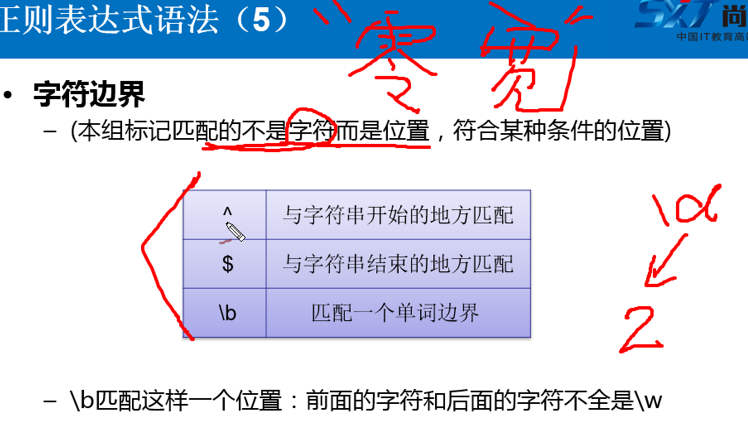 正则表达式语法（5）
SXT尚
中国IT教育高
"零宽"
• 字符边界
– (本组标记匹配的不是字符而是位置，符合某种条件的位置)
^ 与字符串开始的地方匹配
$ 与字符串结束的地方匹配
\b 匹配一个单词边界
\d
2
– \b匹配这样一个位置：前面的字符和后面的字符不全是\w